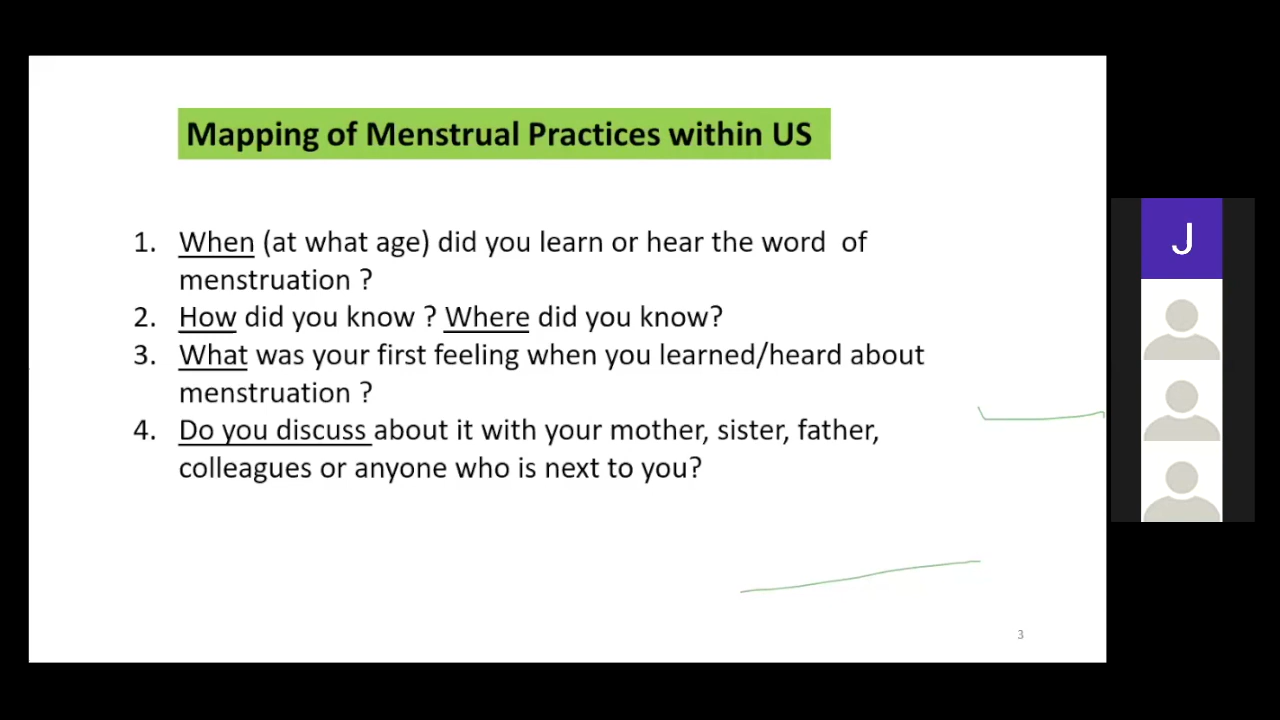 Mapping of Menstrual Practices within US
1. When (at what age) did you learn or hear the word  of
menstruation ?
2. How did you know ? Where did you know?
3. What was your first feeling when you learned/heard about
menstruation ?
4. Do you discuss about it with your mother, sister, father,
colleagues or anyone who is next to you?
3
J